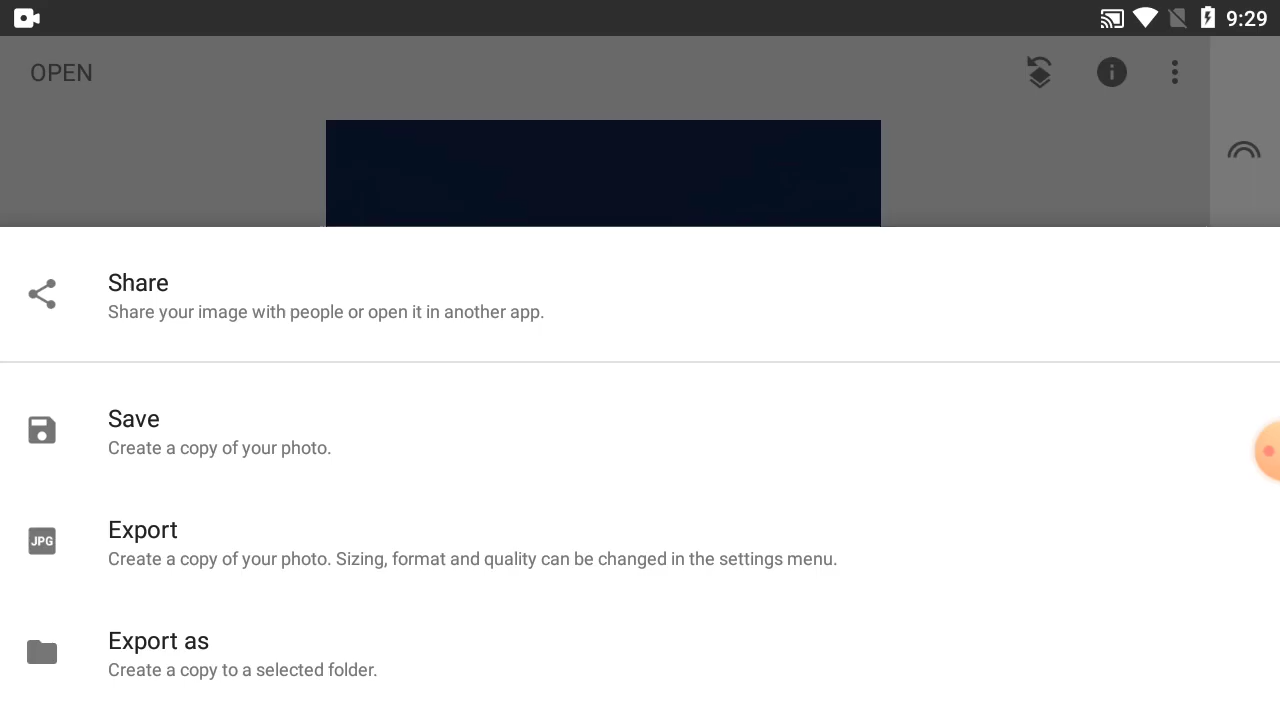 9:29
OPEN
Share
Share your image with people or open it in another app.
Save
Create a copy of your photo.
JPG
Export
Create a copy of your photo. Sizing, format and quality can be changed in the settings menu.
Export as
Create a copy to a selected folder.